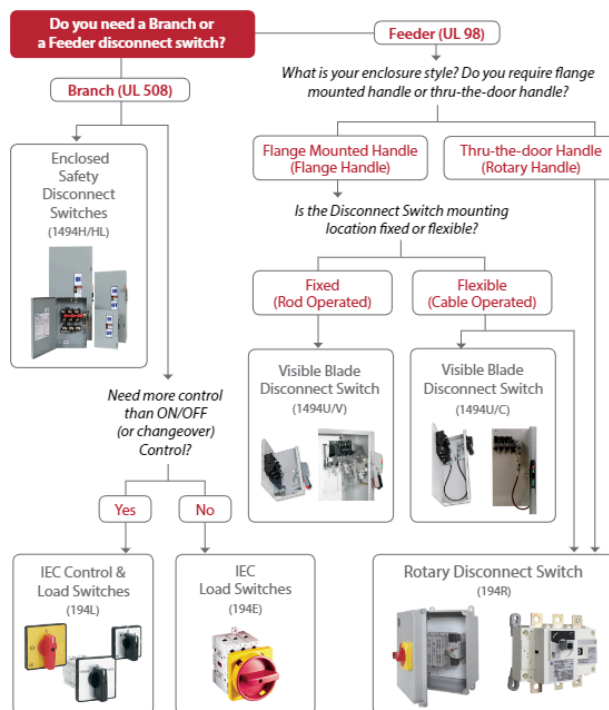 Do you need a Branch or
a Feeder disconnect switch?
Feeder (UL 98)
What is your enclosure style? Do you require flange
mounted handle or thru-the-door handle?
Branch (UL 508)
Enclosed
Safety
Disconnect
Switches
(1494H/HL)
Flange Mounted Handle
(Flange Handle)
Thru-the-door Handle
(Rotary Handle)
Is the Disconnect Switch mounting
location fixed or flexible?
Fixed
(Rod Operated)
Flexible
(Cable Operated)
Visible Blade
Disconnect Switch
(1494U/V)
Visible Blade
Disconnect Switch
(1494U/C)
Need more control
than ON/OFF
(or changeover)
Control?
Yes
No
IEC Control &
Load Switches
(194L)
IEC
Load Switches
(194E)
Rotary Disconnect Switch
(194R)